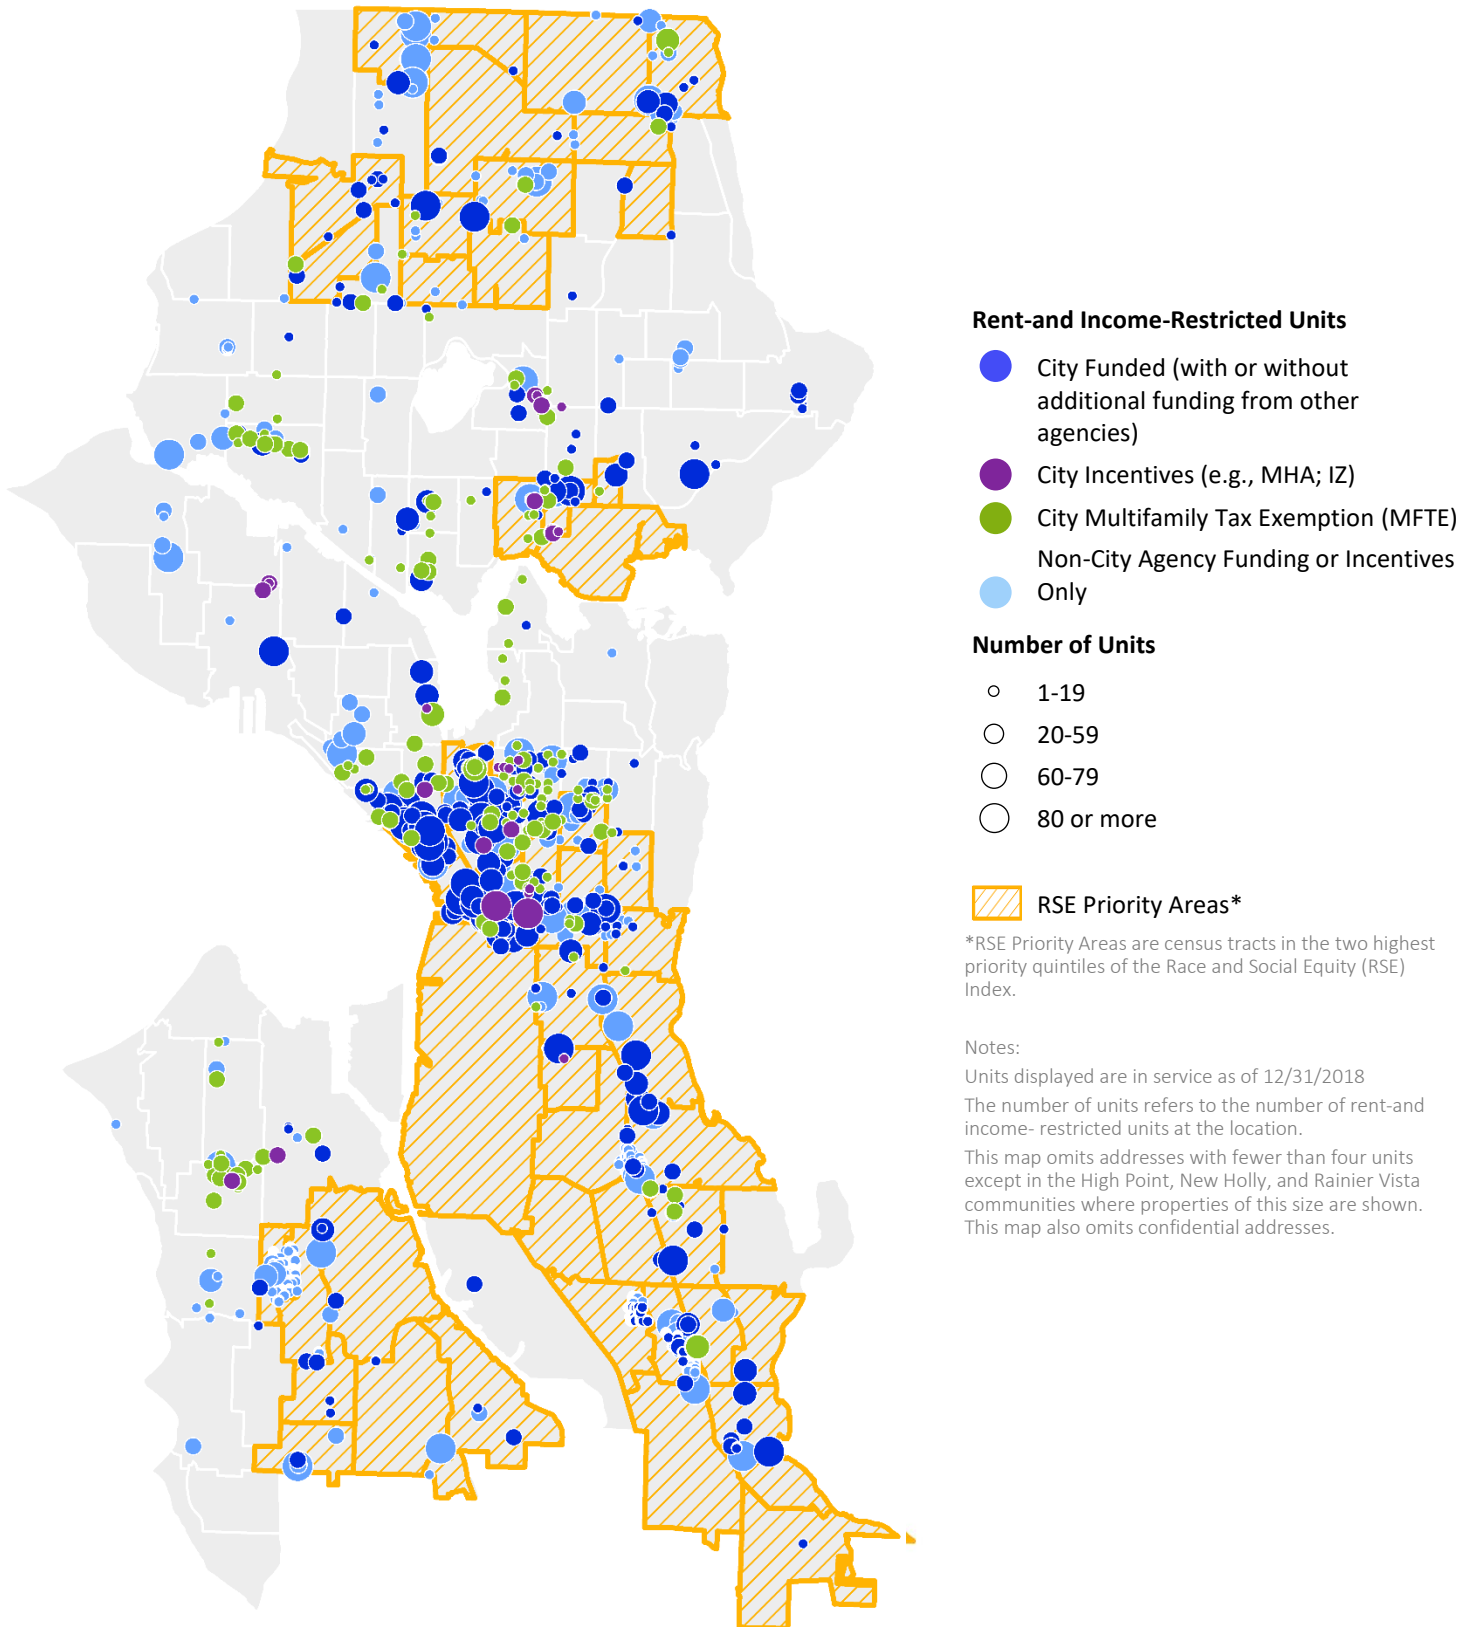 Rent-and Income-Restricted Units
City Funded (with or without
additional funding from other
agencies)
City Incentives (e.g., MHA; IZ)
City Multifamily Tax Exemption (MFTE)
Non-City Agency Funding or Incentives
Only
Number of Units
1-19
20-59
60-79
80 or more
RSE Priority Areas*
*RSE Priority Areas are census tracts in the two highest
priority quintiles of the Race and Social Equity (RSE)
Index.
Notes:
Units displayed are in service as of 12/31/2018
The number of units refers to the number of rent-and
income- restricted units at the location.
This map omits addresses with fewer than four units
except in the High Point, New Holly, and Rainier Vista
communities where properties of this size are shown.
This map also omits confidential addresses.